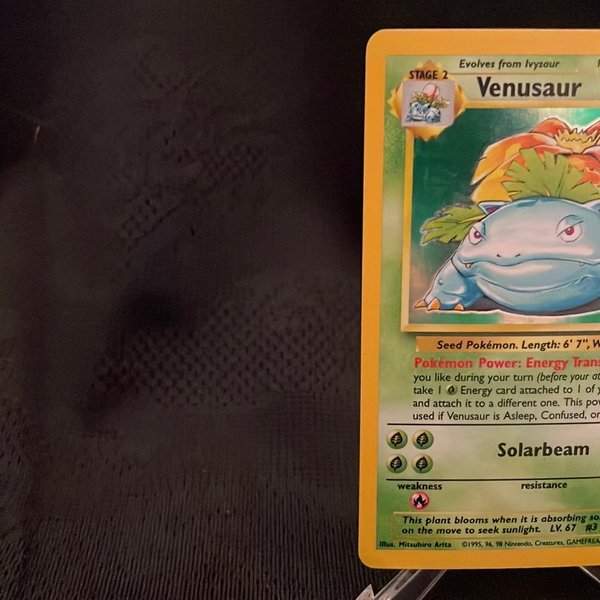 Evolves from Ivysaur
STAGE 2
Venusaur
Seed Pokémon. Length: 6' 7", W
Pokémon Power: Energy Trans
you like during your turn (before your at
take 1 Energy card attached to 1 of y
and attach it to a different one. This pow
used if Venusaur is Asleep, Confused, or
Solarbeam
weakness resistance
This plant blooms when it is absorbing so
on the move to seek sunlight. LV. 67 #3
Illus. Mitsuhiro Arita ©1995, 96, 98 Nintendo, Creatures, GAMEFREA